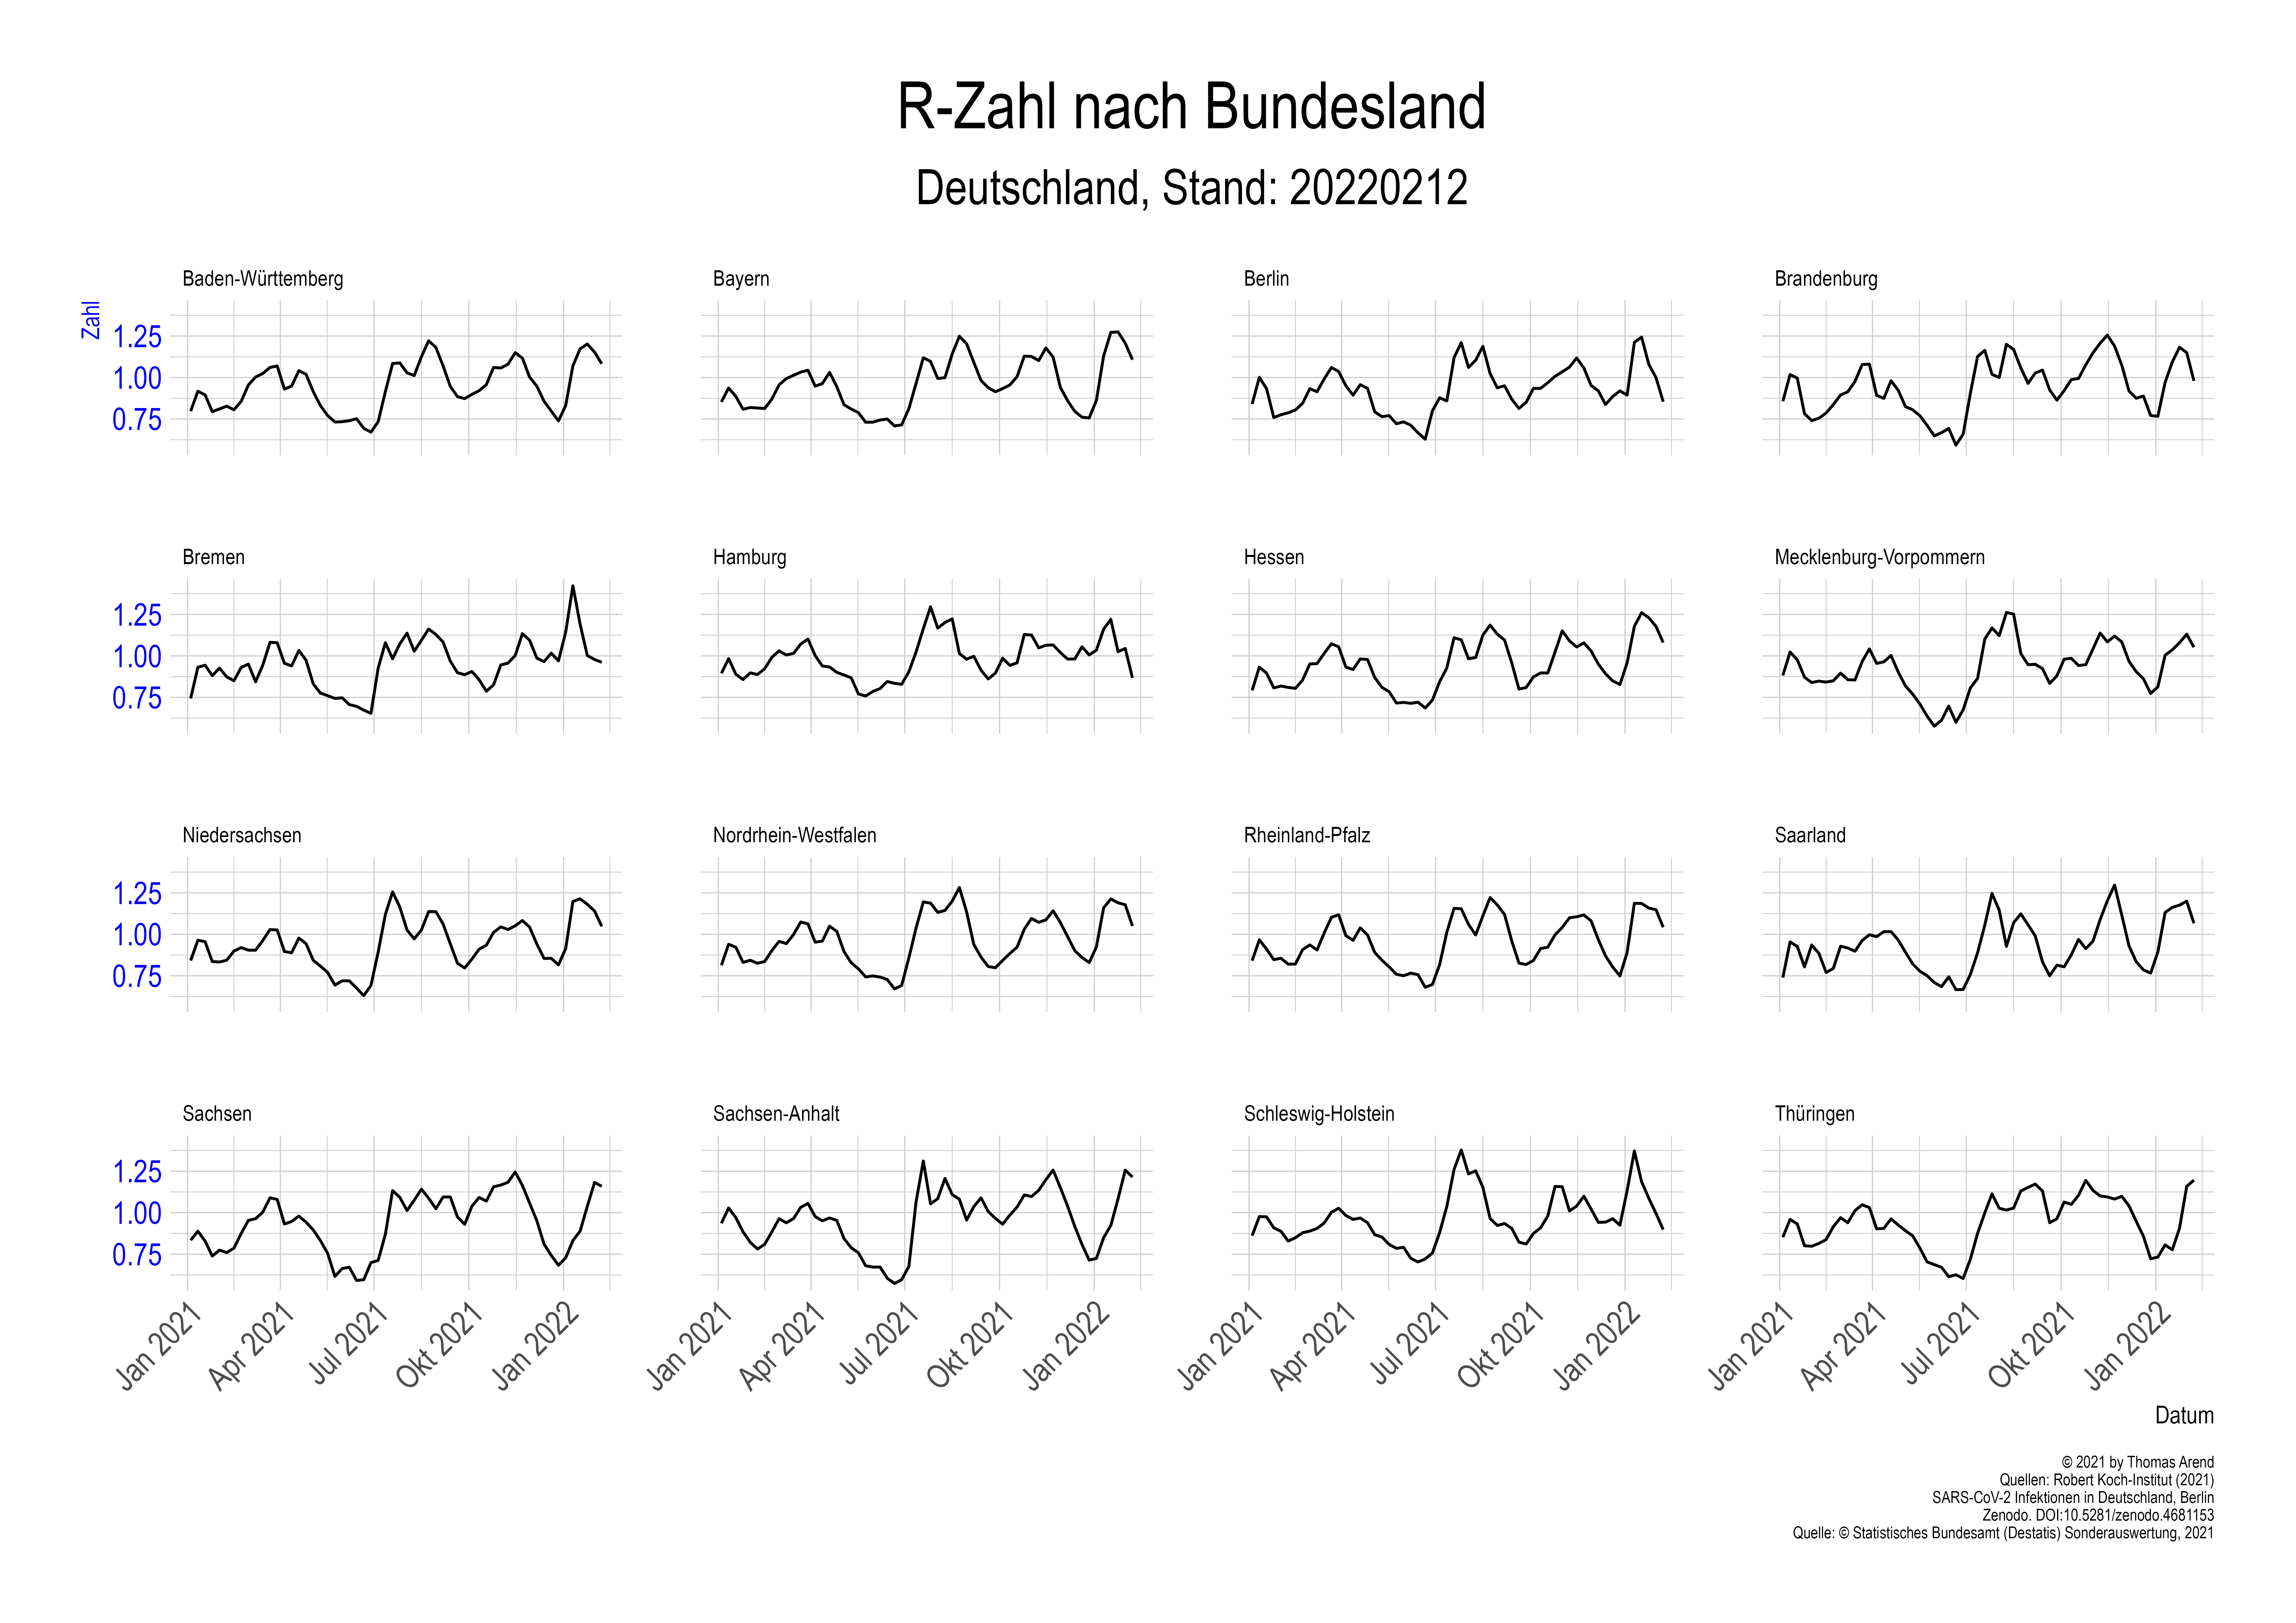 R-Zahl nach Bundesland
Deutschland, Stand: 20220212
Baden-Württemberg
Bayern
Berlin
Brandenburg
Zahl
1.25
1.00
0.75
Bremen
Hamburg
Hessen
Mecklenburg-Vorpommern
1.25
1.00
0.75
Niedersachsen
Nordrhein-Westfalen
Rheinland-Pfalz
Saarland
1.25
1.00
0.75
Sachsen
Sachsen-Anhalt
Schleswig-Holstein
Thüringen
1.25
1.00
0.75
Jan 2021
Apr 2021
Jul 2021
Okt 2021
Jan 2022
Jan 2021
Apr 2021
Jul 2021
Okt 2021
Jan 2022
Jan 2021
Apr 2021
Jul 2021
Okt 2021
Jan 2022
Jan 2021
Apr 2021
Jul 2021
Okt 2021
Jan 2022
Datum
© 2021 by Thomas Arend
Quellen: Robert Koch-Institut (2021)
SARS-CoV-2 Infektionen in Deutschland, Berlin
Zenodo. DOI:10.5281/zenodo.4681153
Quelle: © Statistisches Bundesamt (Destatis) Sonderauswertung, 2021